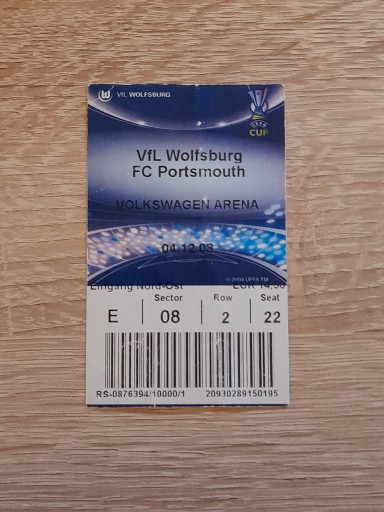 VfL WOLFSBURG
UEFA
CUP
VfL Wolfsburg
FC Portsmouth
VOLKSWAGEN ARENA
04.12.08
© 2004 UEFA TM
Eingang Nord-Ost EUR 14,50
Sector Row Seat
E 08 2 22
RS-0876394/10000/1 20930289150195